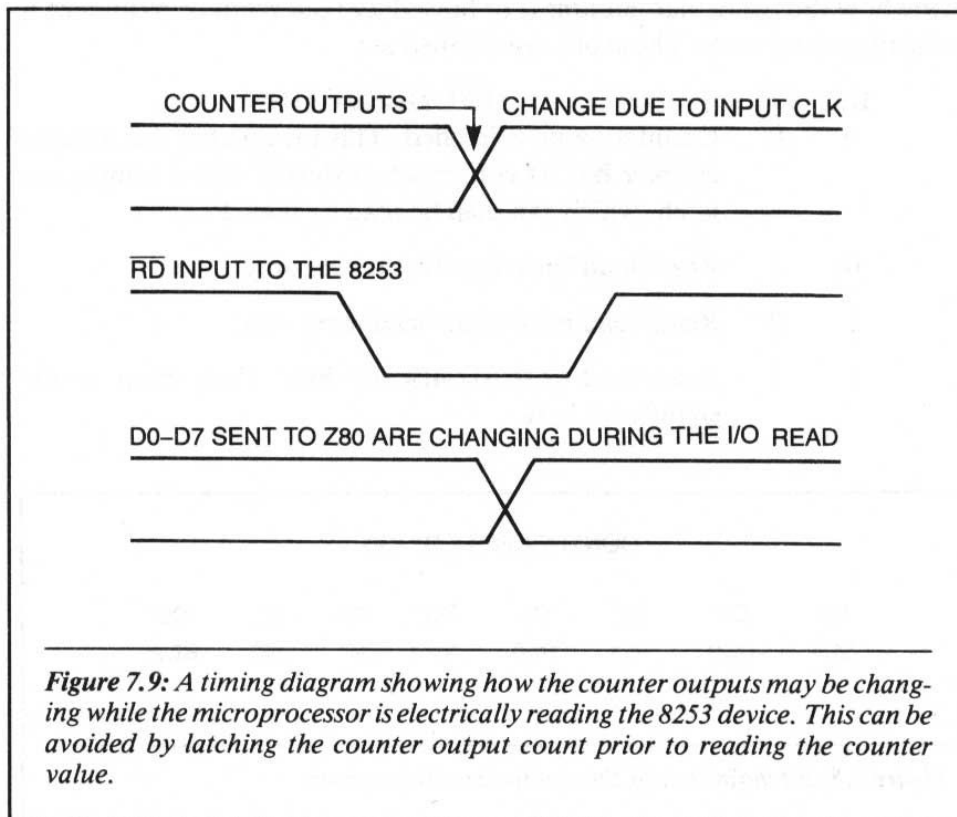 COUNTER OUTPUTS CHANGE DUE TO INPUT CLK
R̅D̅ INPUT TO THE 8253
D0–D7 SENT TO Z80 ARE CHANGING DURING THE I/O READ
Figure 7.9: A timing diagram showing how the counter outputs may be chang-
ing while the microprocessor is electrically reading the 8253 device. This can be
avoided by latching the counter output count prior to reading the counter
value.